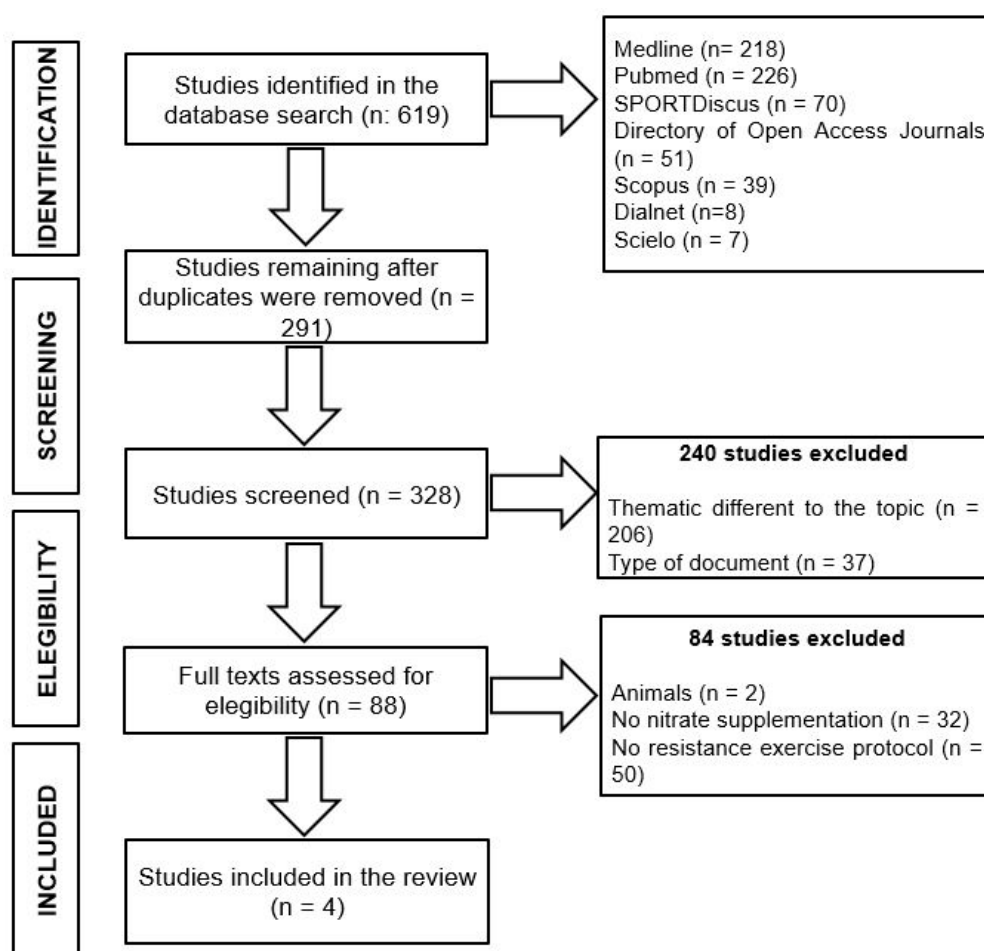 IDENTIFICATION
Studies identified in the
database search (n: 619)
Medline (n= 218)
Pubmed (n = 226)
SPORTDiscus (n = 70)
Directory of Open Access Journals
(n = 51)
Scopus (n = 39)
Dialnet (n=8)
Scielo (n = 7)
Studies remaining after
duplicates were removed (n =
291)
SCREENING
Studies screened (n = 328)
240 studies excluded
Thematic different to the topic (n =
206)
Type of document (n = 37)
ELEGIBILITY
Full texts assessed for
elegibility (n = 88)
84 studies excluded
Animals (n = 2)
No nitrate supplementation (n = 32)
No resistance exercise protocol (n =
50)
INCLUDED
Studies included in the review
(n = 4)